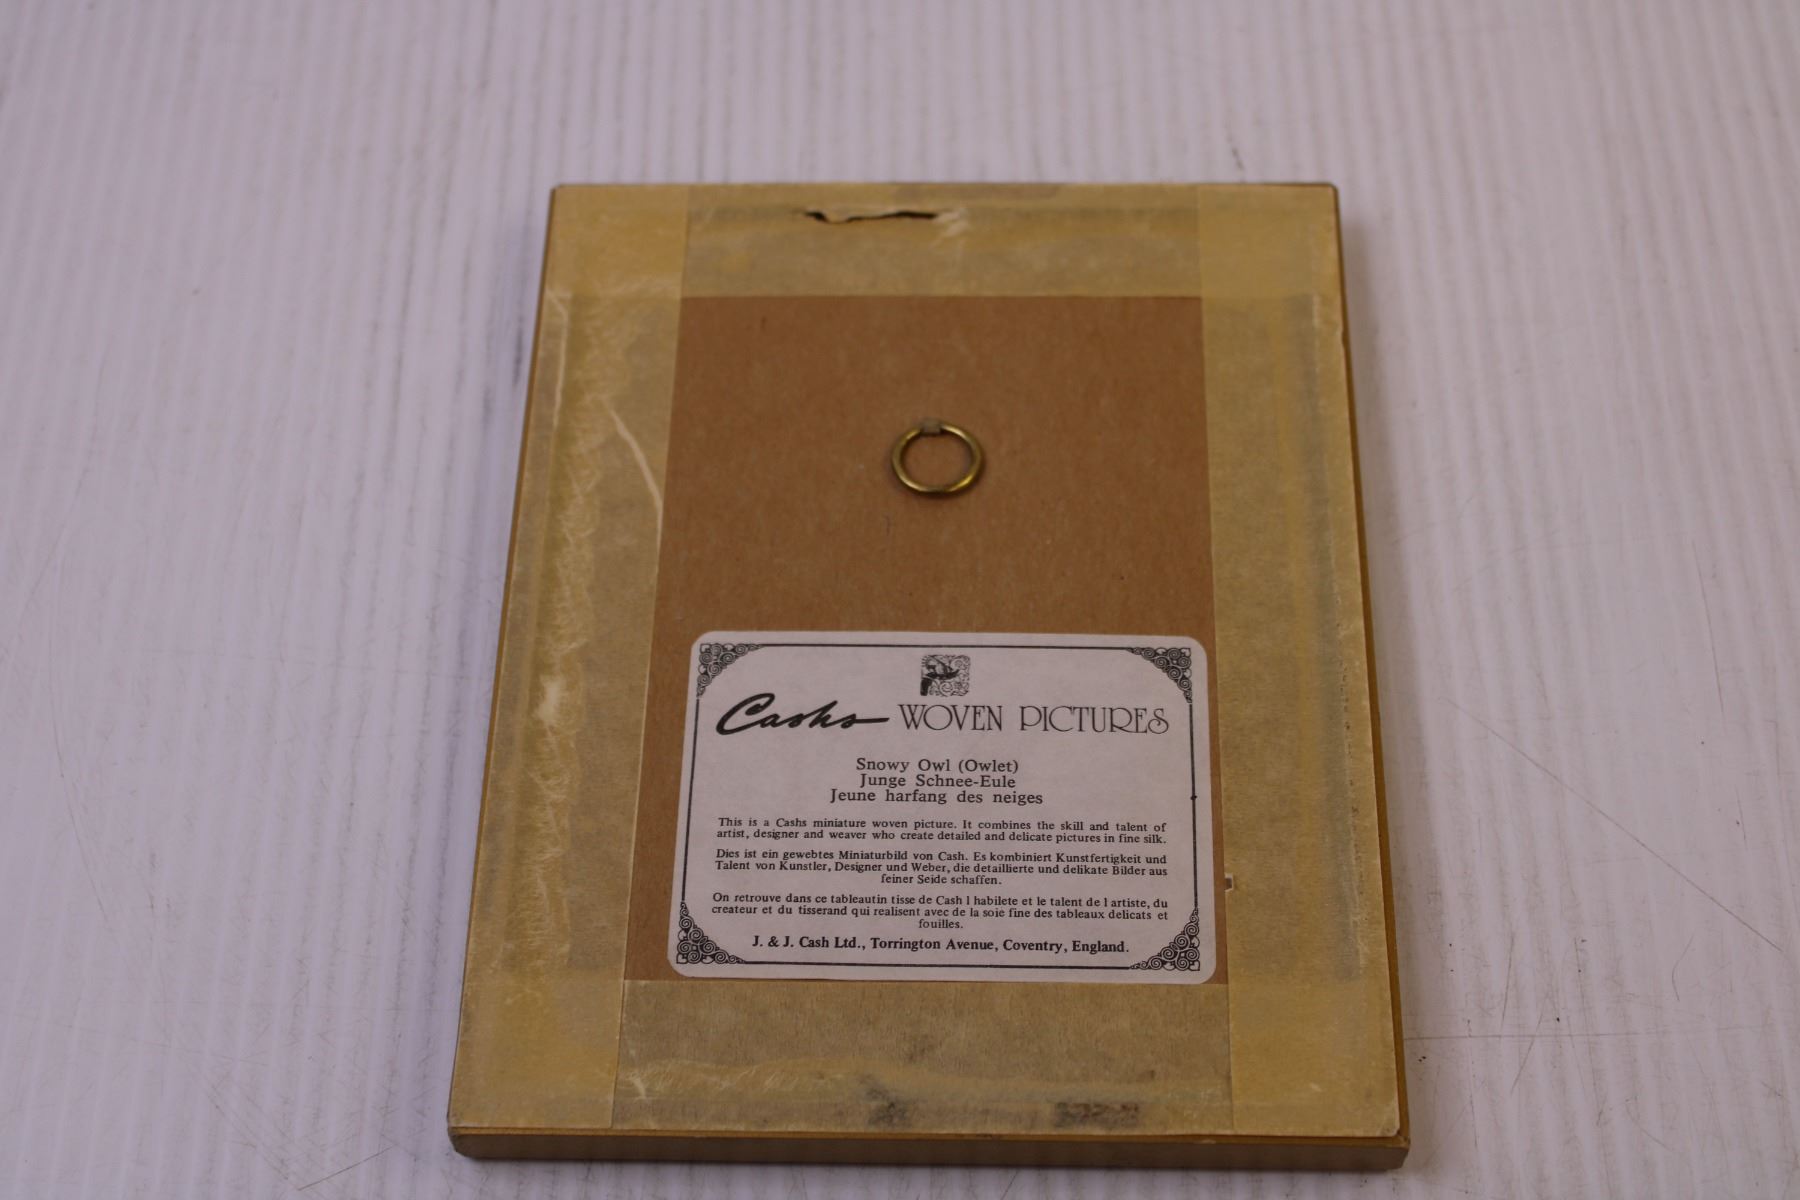 Cashs WOVEN PICTURES
Snowy Owl (Owlet)
Junge Schnee-Eule
Jeune harfang des neiges
This is a Cashs miniature woven picture. It combines the skill and talent of
artist, designer and weaver who create detailed and delicate pictures in fine silk.
Dies ist ein gewebtes Miniaturbild von Cash. Es kombiniert Kunstfertigkeit und
Talent von Kunstler, Designer und Weber, die detaillierte und delikate Bilder aus
feiner Seide schaffen.
On retrouve dans ce tableautin tisse de Cash l habilete et le talent de l artiste, du
createur et du tisserand qui realisent avec de la soie fine des tableaux delicats et
fouilles.
J. & J. Cash Ltd., Torrington Avenue, Coventry, England.